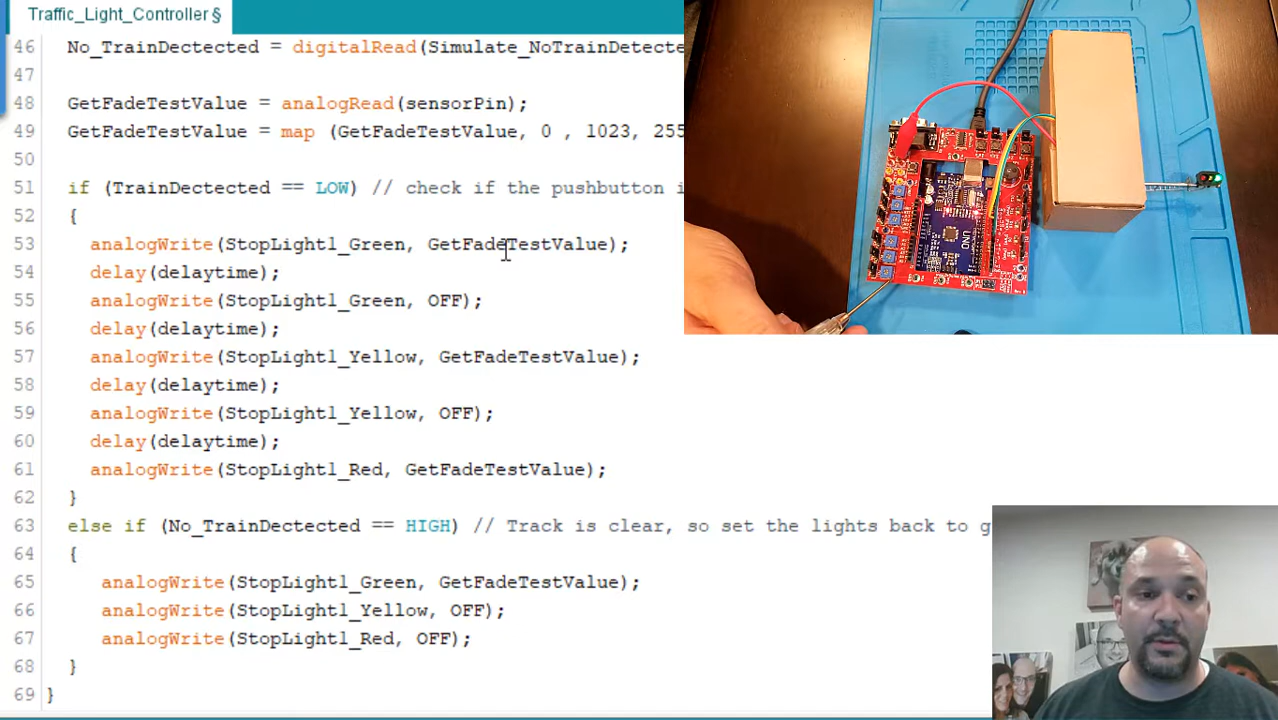 Traffic_Light_Controller §
46 No_TrainDectected = digitalRead(Simulate_NoTrainDetecte
47
48 GetFadeTestValue = analogRead(sensorPin);
49 GetFadeTestValue = map (GetFadeTestValue, 0 , 1023, 255
50
51 if (TrainDectected == LOW) // check if the pushbutton i
52 {
53 analogWrite(StopLight1_Green, GetFadeTestValue);
54 delay(delaytime);
55 analogWrite(StopLight1_Green, OFF);
56 delay(delaytime);
57 analogWrite(StopLight1_Yellow, GetFadeTestValue);
58 delay(delaytime);
59 analogWrite(StopLight1_Yellow, OFF);
60 delay(delaytime);
61 analogWrite(StopLight1_Red, GetFadeTestValue);
62 }
63 else if (No_TrainDectected == HIGH) // Track is clear, so set the lights back to g
64 {
65 analogWrite(StopLight1_Green, GetFadeTestValue);
66 analogWrite(StopLight1_Yellow, OFF);
67 analogWrite(StopLight1_Red, OFF);
68 }
69 }
UNO